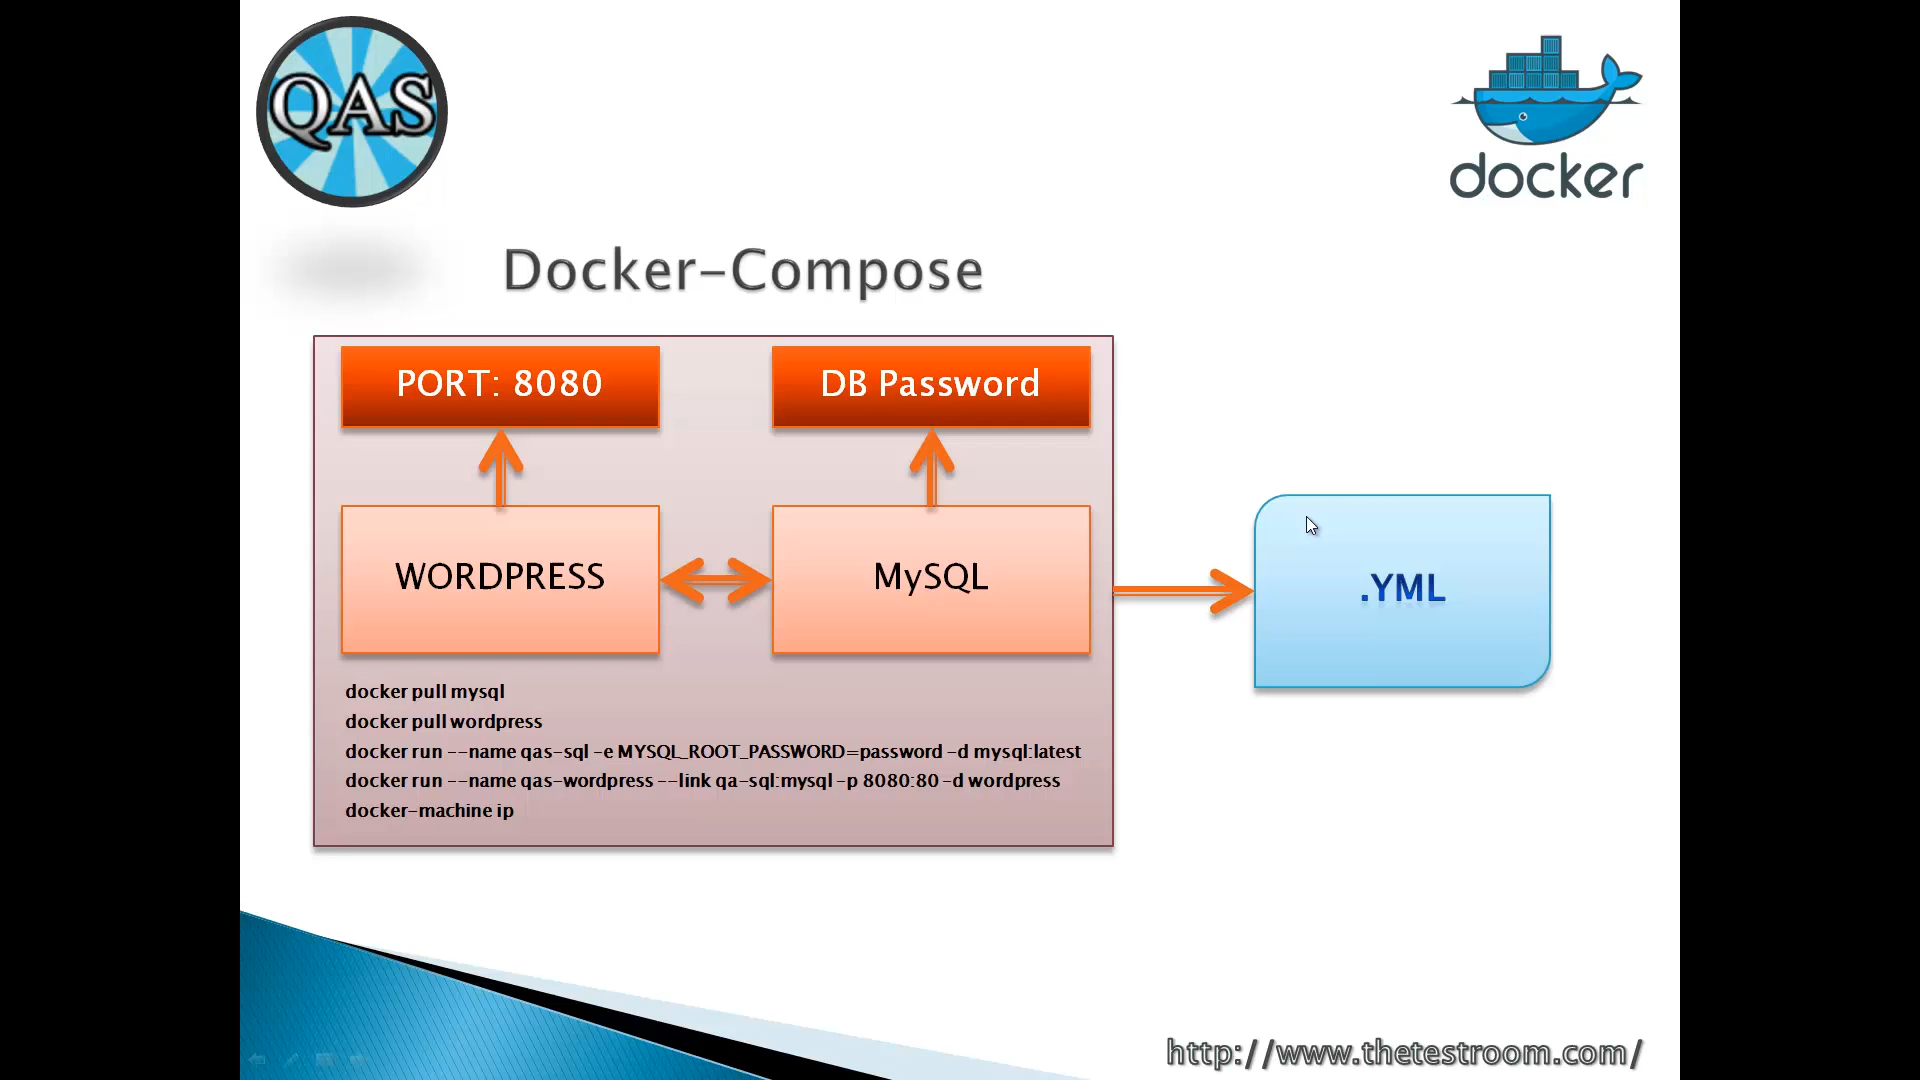 QAS
docker
Docker-Compose
PORT: 8080
DB Password
WORDPRESS
MySQL
.YML
docker pull mysql
docker pull wordpress
docker run --name qas-sql -e MYSQL_ROOT_PASSWORD=password -d mysql:latest
docker run --name qas-wordpress --link qa-sql:mysql -p 8080:80 -d wordpress
docker-machine ip
http://www.thetestroom.com/